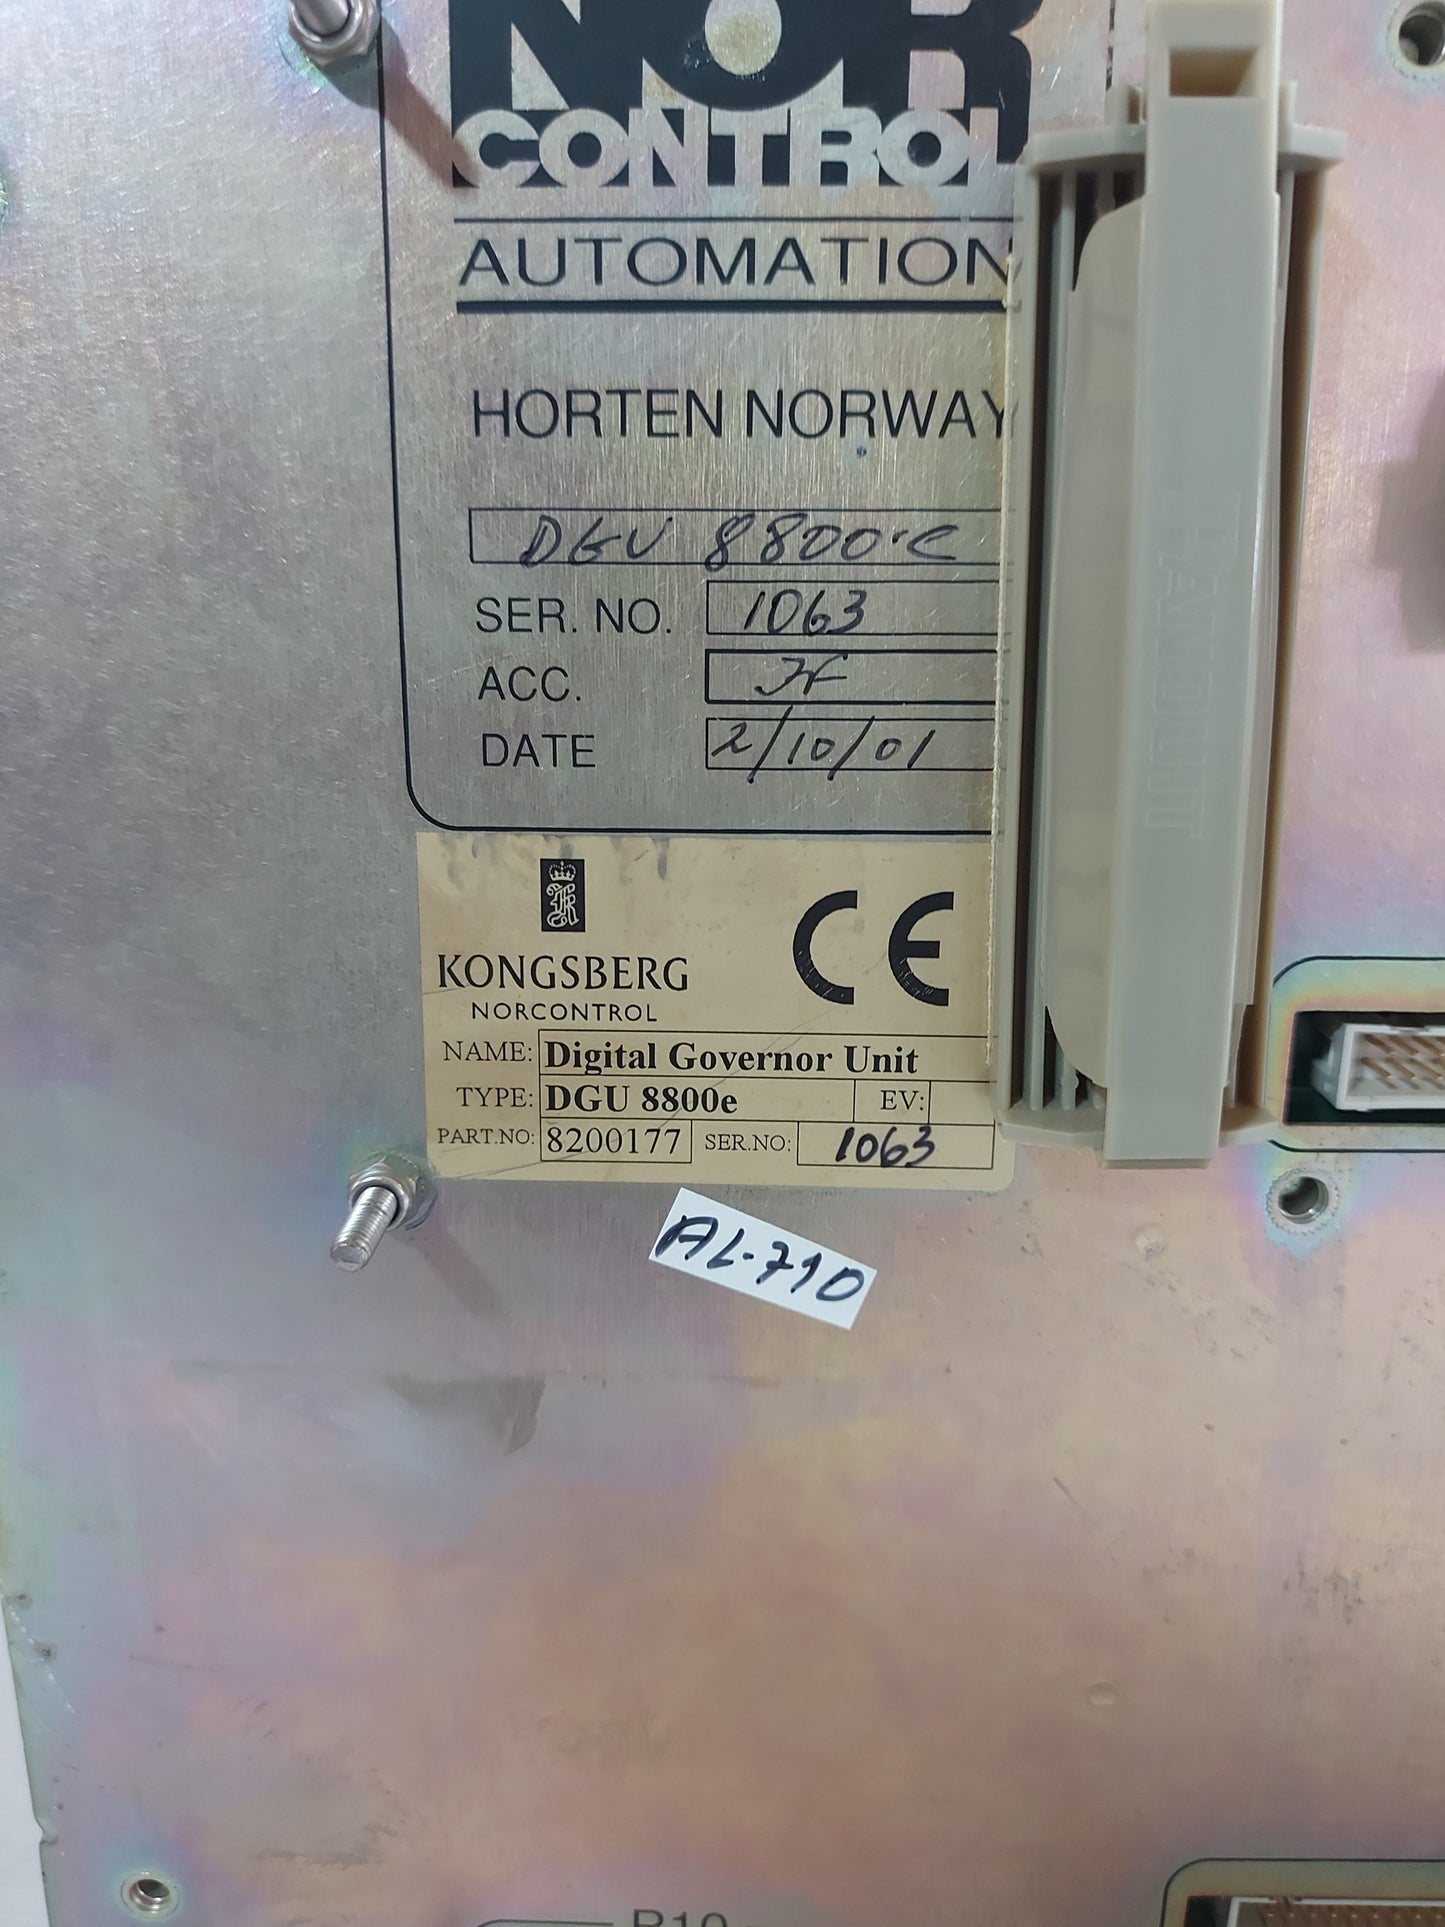 NOR
CONTROL
AUTOMATION
HORTEN NORWAY
DGU 8800·e
SER. NO. 1063
ACC.
DATE 2/10/01
KONGSBERG
NORCONTROL
CE
NAME: Digital Governor Unit
TYPE: DGU 8800e EV:
PART.NO: 8200177 SER.NO: 1063
AL-710
PANDUIT